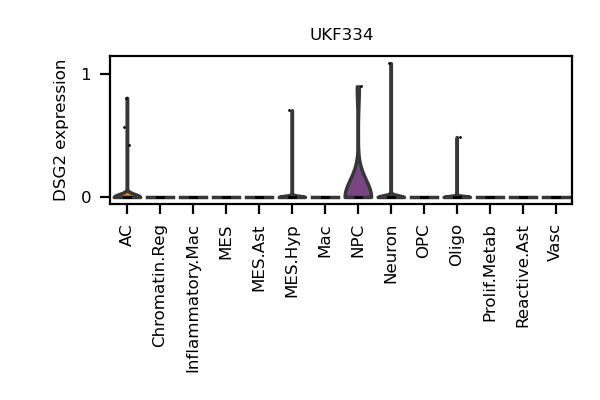 UKF334
DSG2 expression
1
0
AC
Chromatin.Reg
Inflammatory.Mac
MES
MES.Ast
MES.Hyp
Mac
NPC
Neuron
OPC
Oligo
Prolif.Metab
Reactive.Ast
Vasc